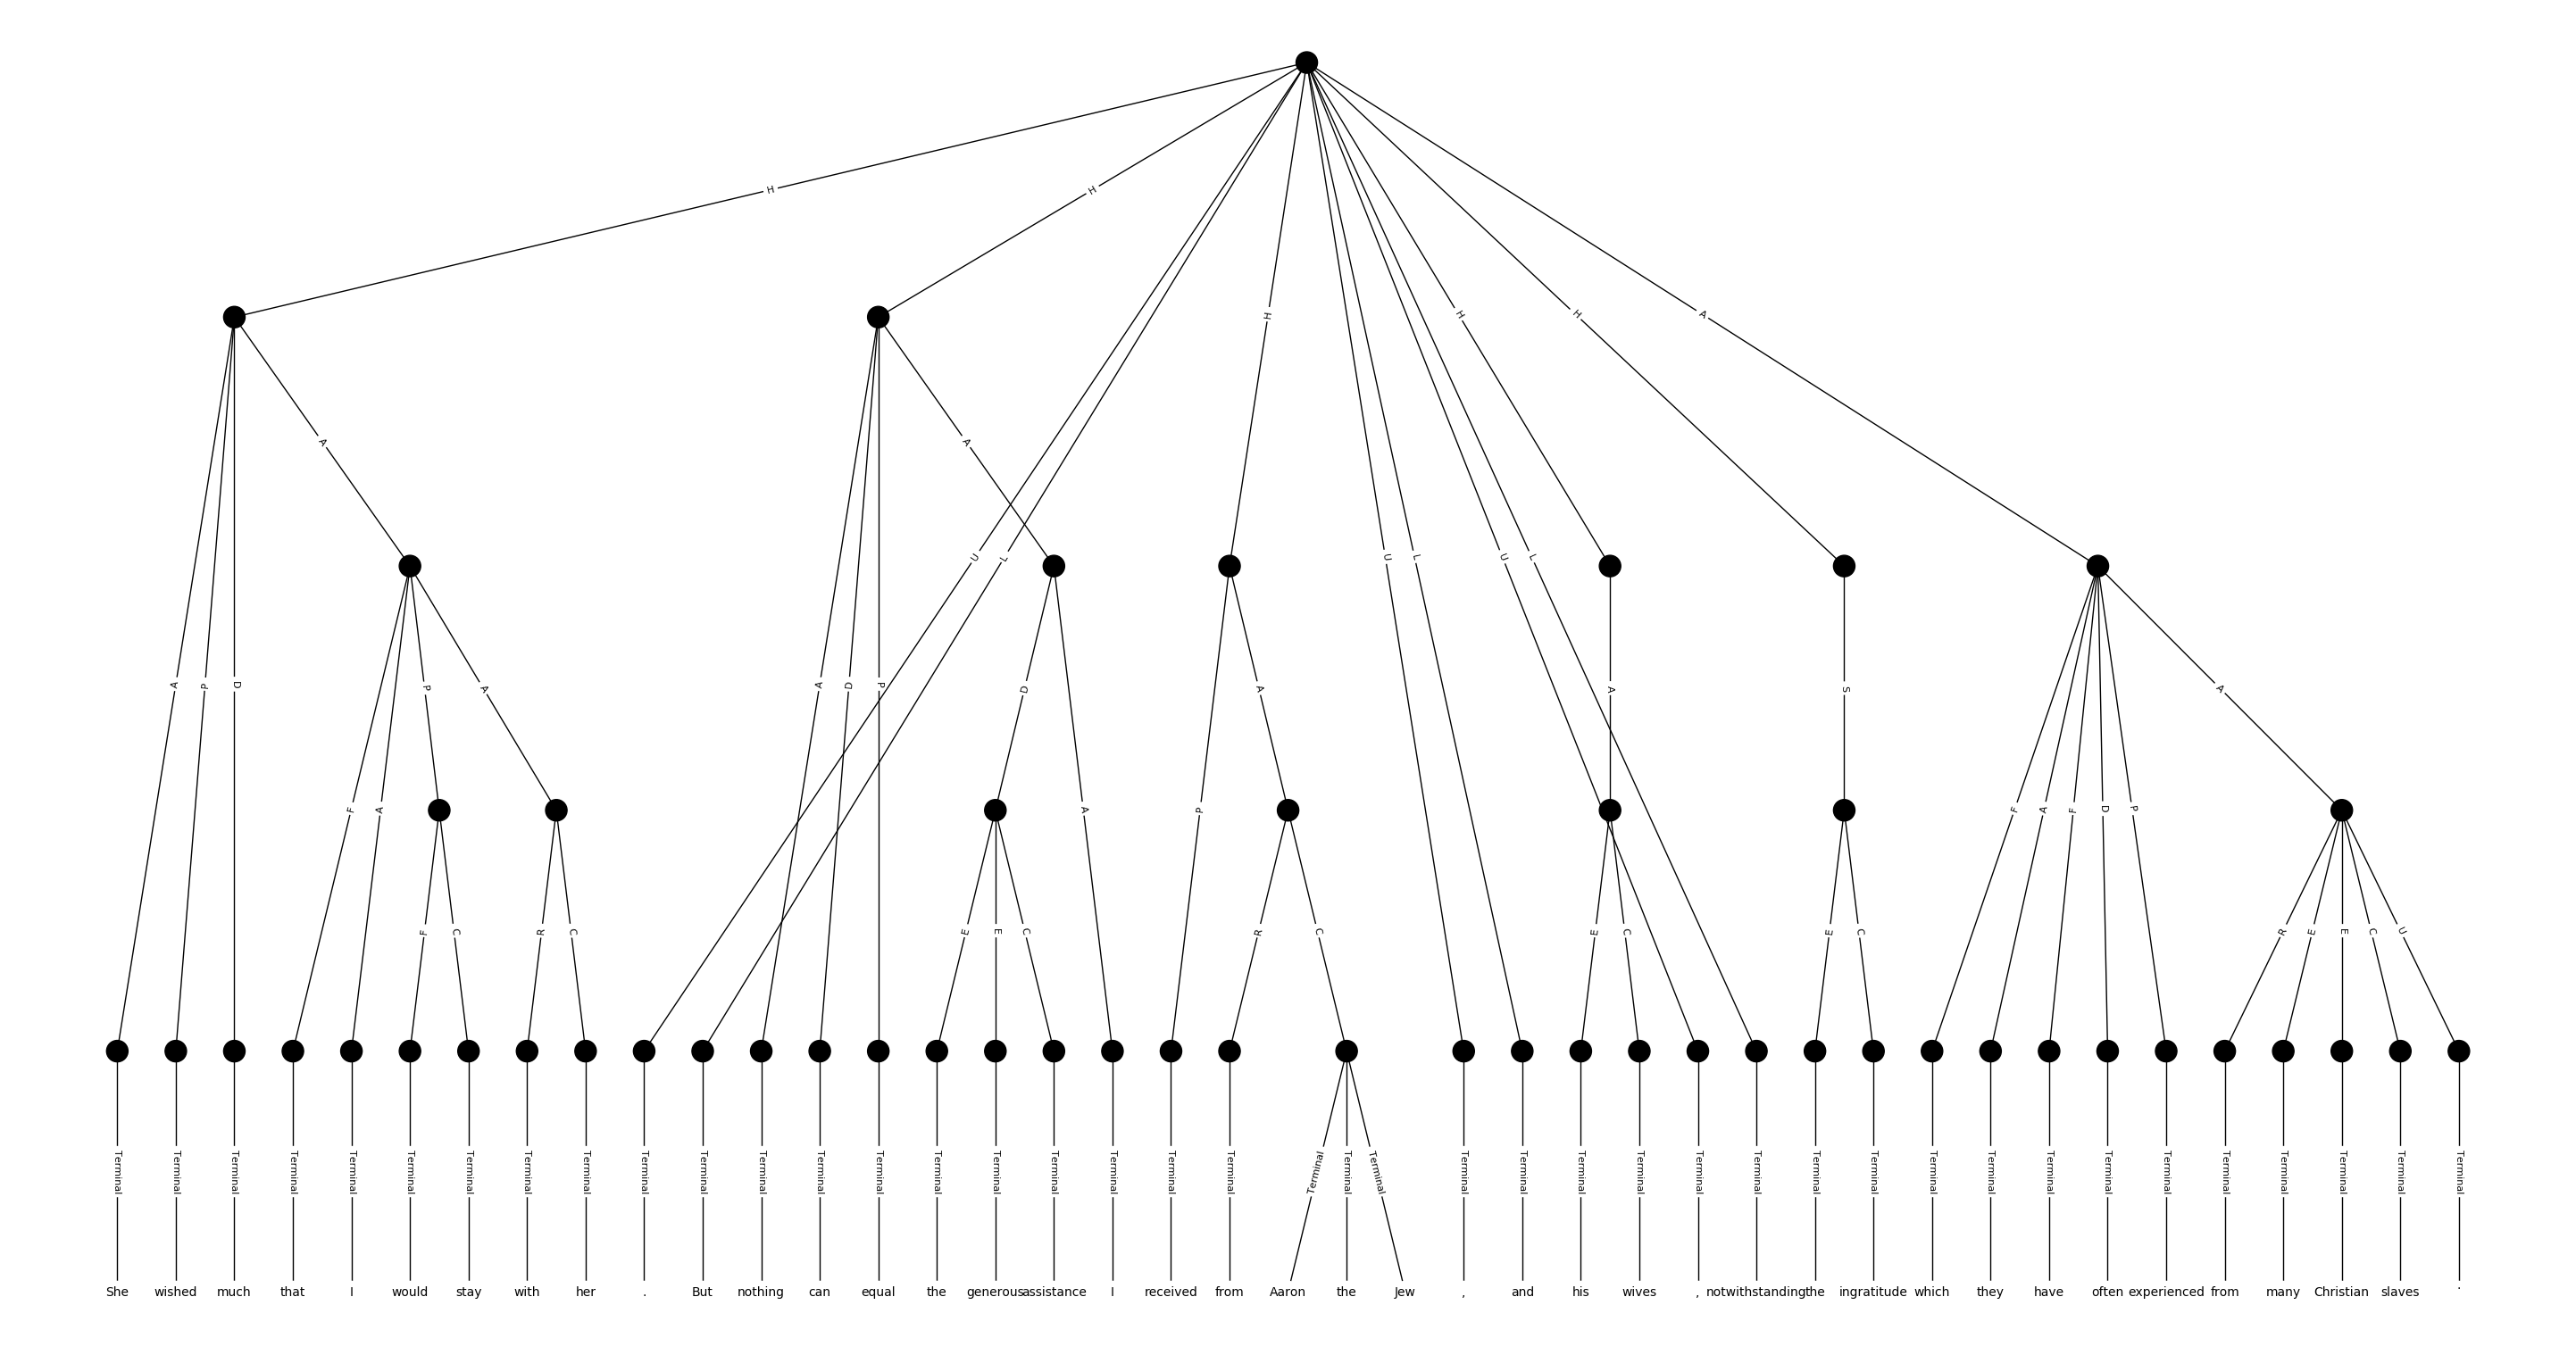 H H H U L U L U L H H A
A P D A A D P A P A A S F A F D P A
F A P A D A
F C R C E E C R C E C E C R E E C U
Terminal Terminal Terminal Terminal Terminal Terminal Terminal Terminal Terminal Terminal Terminal Terminal Terminal Terminal Terminal Terminal Terminal Terminal Terminal Terminal Terminal Terminal Terminal Terminal Terminal Terminal Terminal Terminal Terminal Terminal Terminal Terminal Terminal Terminal Terminal Terminal Terminal Terminal Terminal Terminal Terminal
She wished much that I would stay with her . But nothing can equal the generous assistance I received from Aaron the Jew , and his wives , notwithstanding the ingratitude which they have often experienced from many Christian slaves .